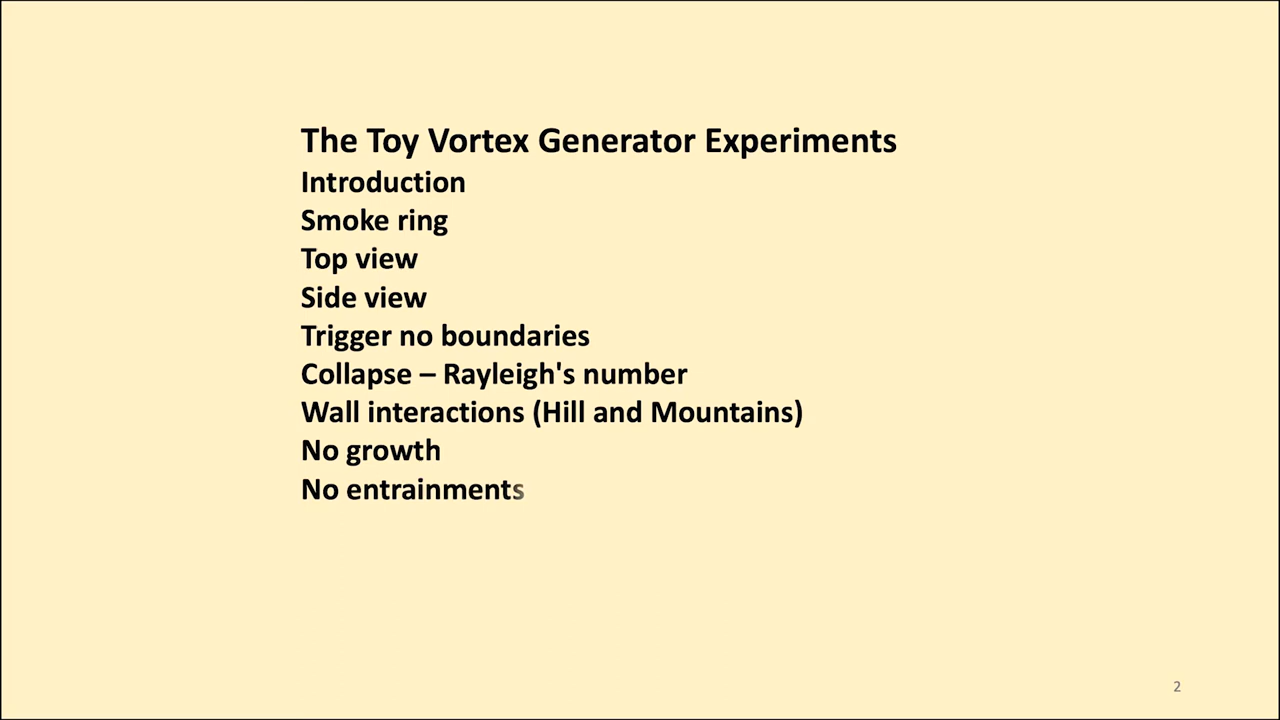 The Toy Vortex Generator Experiments
Introduction
Smoke ring
Top view
Side view
Trigger no boundaries
Collapse – Rayleigh's number
Wall interactions (Hill and Mountains)
No growth
No entrainments
2